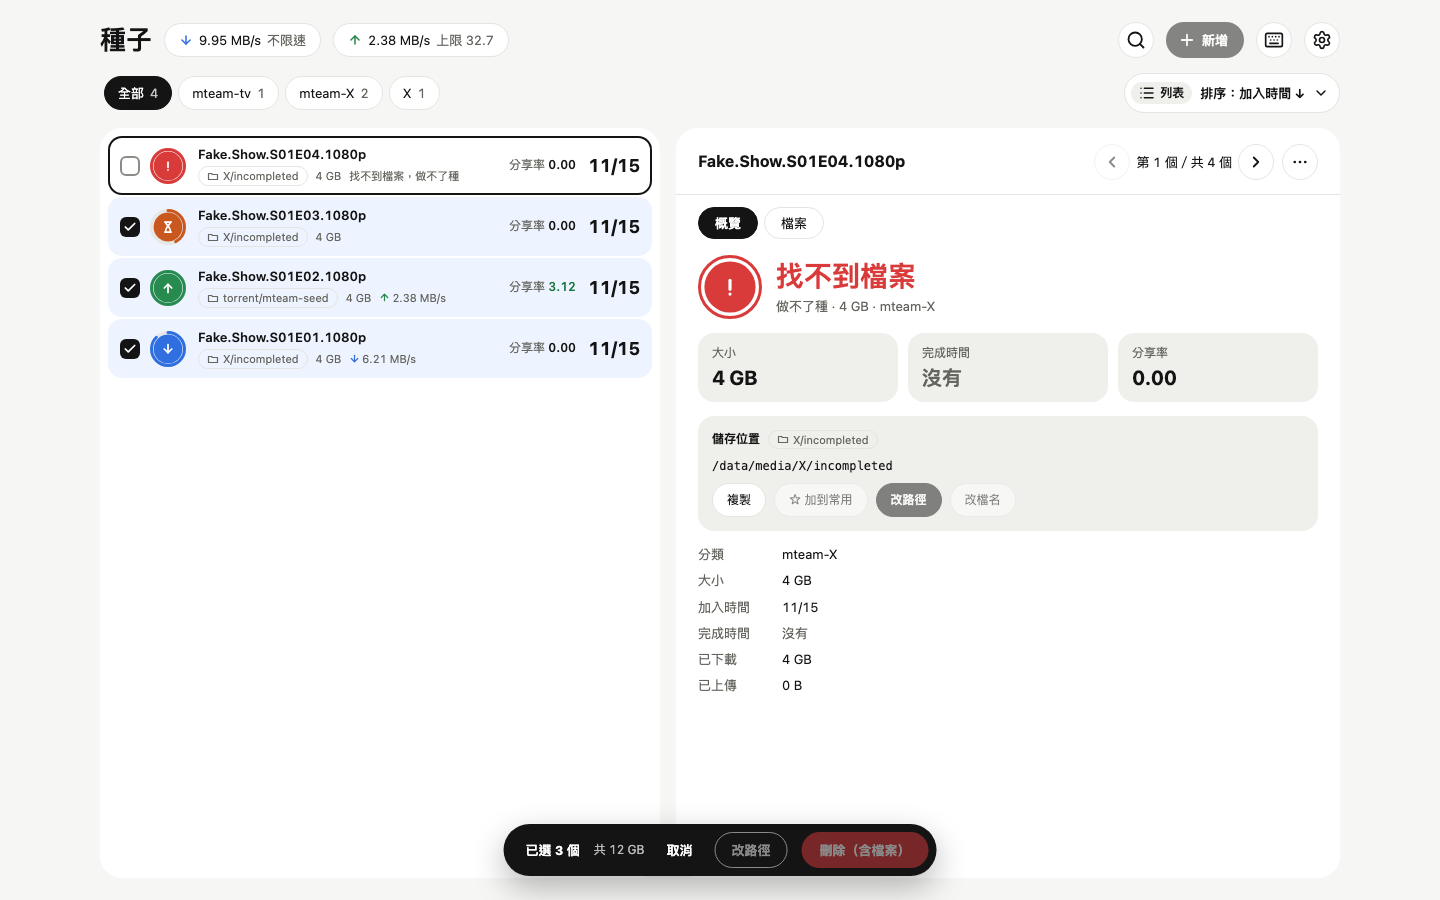 種子
9.95 MB/s 不限速
2.38 MB/s 上限 32.7
新增
全部 4
mteam-tv 1
mteam-X 2
X 1
列表
排序：加入時間
Fake.Show.S01E04.1080p
X/incompleted 4 GB 找不到檔案，做不了種
分享率 0.00
11/15
Fake.Show.S01E03.1080p
X/incompleted 4 GB
分享率 0.00
11/15
Fake.Show.S01E02.1080p
torrent/mteam-seed 4 GB 2.38 MB/s
分享率 3.12
11/15
Fake.Show.S01E01.1080p
X/incompleted 4 GB 6.21 MB/s
分享率 0.00
11/15
Fake.Show.S01E04.1080p
第 1 個 / 共 4 個
概覽
檔案
找不到檔案
做不了種 · 4 GB · mteam-X
大小
4 GB
完成時間
沒有
分享率
0.00
儲存位置 X/incompleted
/data/media/X/incompleted
複製
加到常用
改路徑
改檔名
分類 mteam-X
大小 4 GB
加入時間 11/15
完成時間 沒有
已下載 4 GB
已上傳 0 B
已選 3 個 共 12 GB 取消 改路徑 刪除（含檔案）